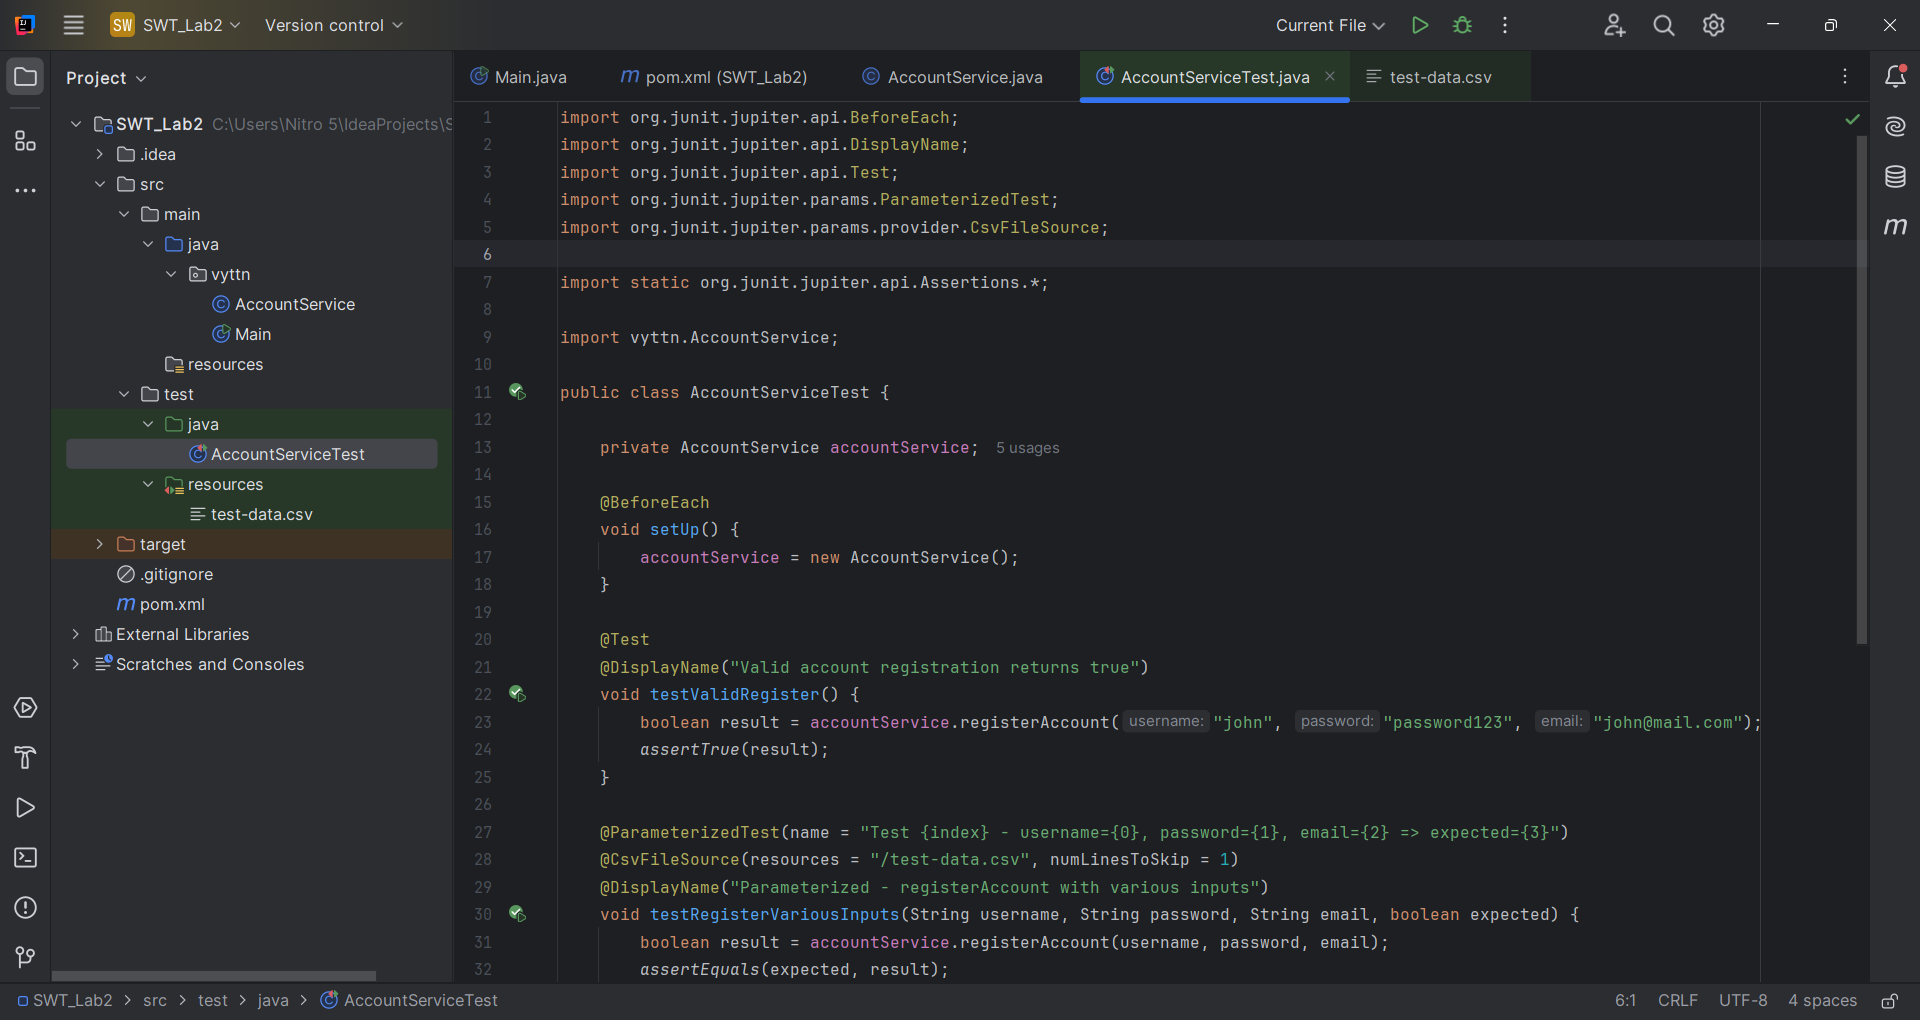 SW SWT_Lab2 Version control Current File
Project
Main.java m pom.xml (SWT_Lab2) AccountService.java AccountServiceTest.java test-data.csv
SWT_Lab2 C:\Users\Nitro 5\IdeaProjects\S
.idea
src
main
java
vyttn
AccountService
Main
resources
test
java
AccountServiceTest
resources
test-data.csv
target
.gitignore
m pom.xml
External Libraries
Scratches and Consoles
1 import org.junit.jupiter.api.BeforeEach;
2 import org.junit.jupiter.api.DisplayName;
3 import org.junit.jupiter.api.Test;
4 import org.junit.jupiter.params.ParameterizedTest;
5 import org.junit.jupiter.params.provider.CsvFileSource;
6
7 import static org.junit.jupiter.api.Assertions.*;
8
9 import vyttn.AccountService;
10
11 public class AccountServiceTest {
12
13 private AccountService accountService; 5 usages
14
15 @BeforeEach
16 void setUp() {
17 accountService = new AccountService();
18 }
19
20 @Test
21 @DisplayName("Valid account registration returns true")
22 void testValidRegister() {
23 boolean result = accountService.registerAccount( username: "john", password: "password123", email: "john@mail.com");
24 assertTrue(result);
25 }
26
27 @ParameterizedTest(name = "Test {index} - username={0}, password={1}, email={2} => expected={3}")
28 @CsvFileSource(resources = "/test-data.csv", numLinesToSkip = 1)
29 @DisplayName("Parameterized - registerAccount with various inputs")
30 void testRegisterVariousInputs(String username, String password, String email, boolean expected) {
31 boolean result = accountService.registerAccount(username, password, email);
32 assertEquals(expected, result);
m
SWT_Lab2 > src > test > java > AccountServiceTest 6:1 CRLF UTF-8 4 spaces